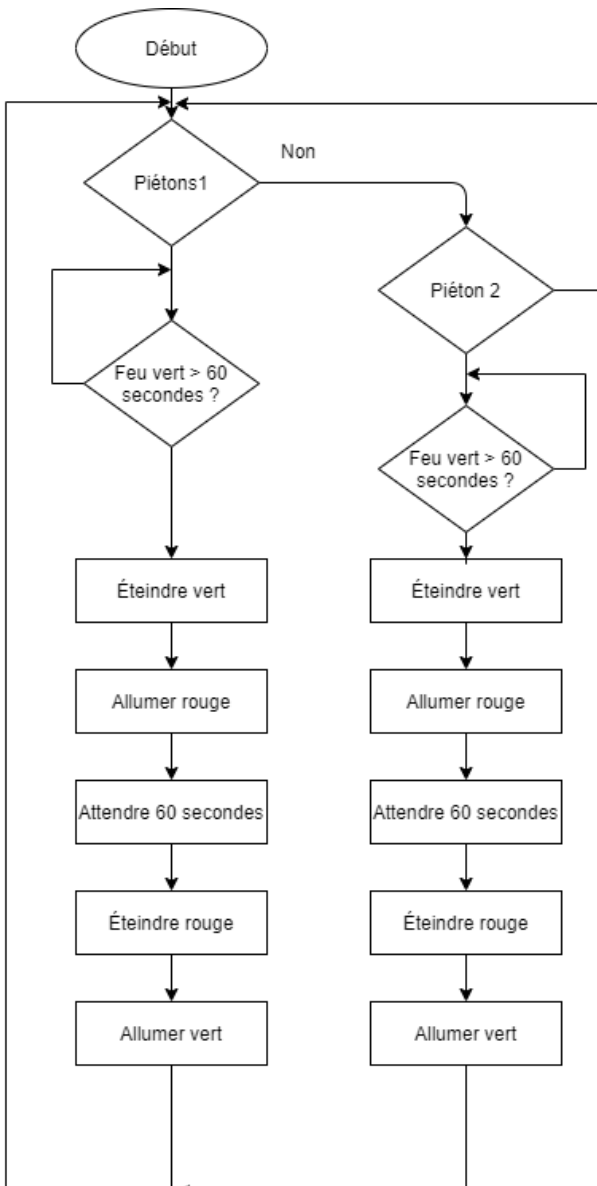 Début
Piétons1
Non
Piéton 2
Feu vert > 60
secondes ?
Feu vert > 60
secondes ?
Éteindre vert
Éteindre vert
Allumer rouge
Allumer rouge
Attendre 60 secondes
Attendre 60 secondes
Éteindre rouge
Éteindre rouge
Allumer vert
Allumer vert